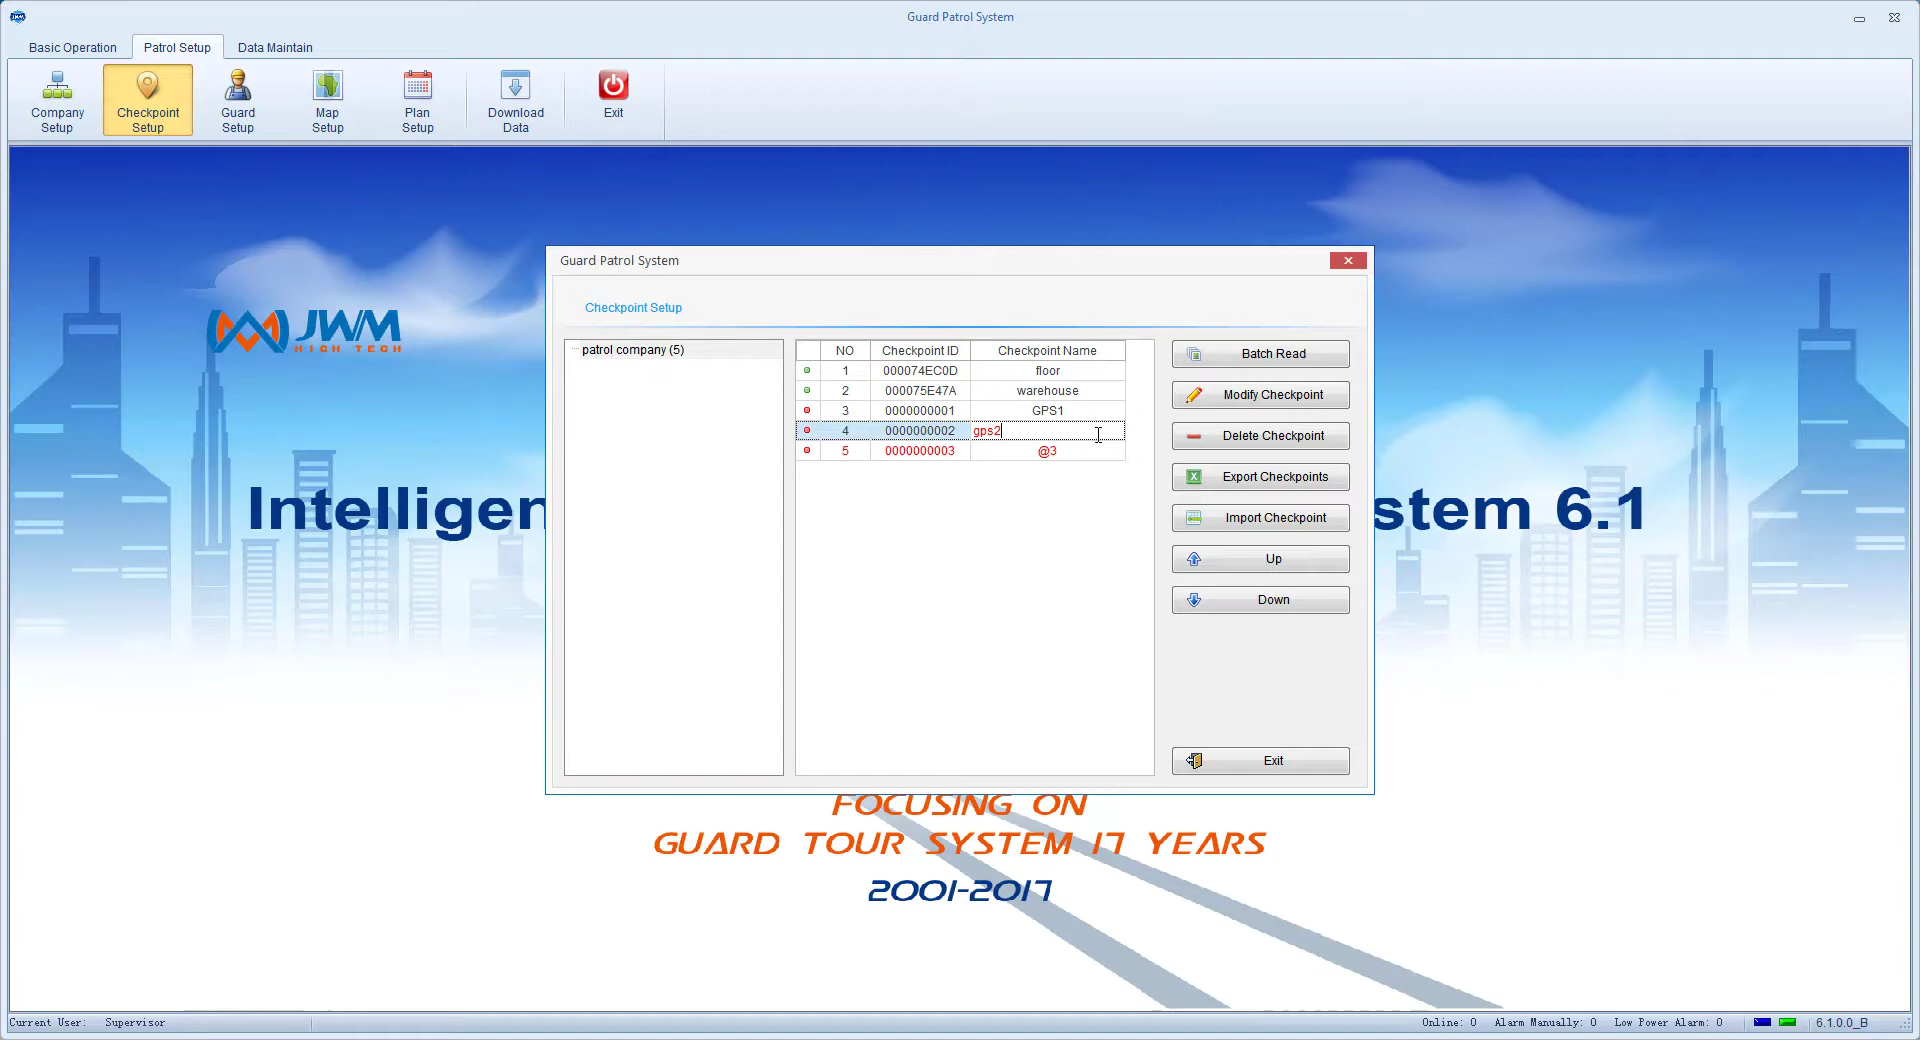 Guard Patrol System
Basic Operation Patrol Setup Data Maintain
Company Setup
Checkpoint Setup
Guard Setup
Map Setup
Plan Setup
Download Data
Exit
JWM
HIGH TECH
Guard Patrol System
Checkpoint Setup
patrol company (5)
NO Checkpoint ID Checkpoint Name
1 000074EC0D floor
2 000075E47A warehouse
3 0000000001 GPS1
4 0000000002 gps2
5 0000000003 @3
Batch Read
Modify Checkpoint
Delete Checkpoint
Export Checkpoints
Import Checkpoint
Up
Down
Exit
Intelligen stem 6.1
FOCUSING ON
GUARD TOUR SYSTEM 17 YEARS
2001-2017
Current User: Supervisor Online: 0 Alarm Manually: 0 Low Power Alarm: 0 6.1.0.0_B